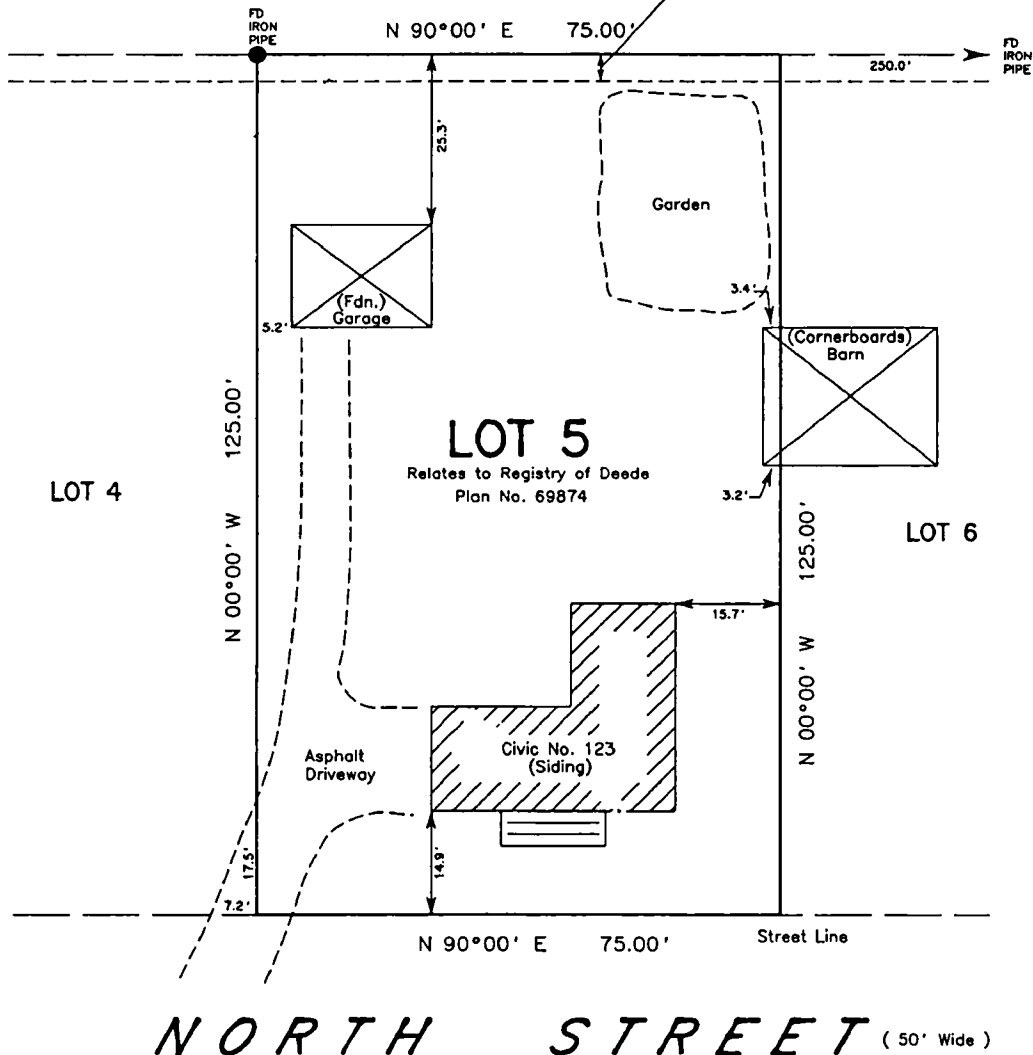 FD
IRON
PIPE
N 90°00' E 75.00'
FD
IRON
PIPE
250.0'
25.3'
Garden
3.4'
(Fdn.)
Garage
5.2'
(Cornerboards)
Barn
125.00'
N 00°00' W
LOT 4
LOT 5
Relates to Registry of Deede
Plan No. 69874
3.2'
LOT 6
125.00'
N 00°00' W
15.7'
Asphalt
Driveway
Civic No. 123
(Siding)
17.5'
14.9'
7.2'
N 90°00' E 75.00'
Street Line
NORTH STREET ( 50' Wide )